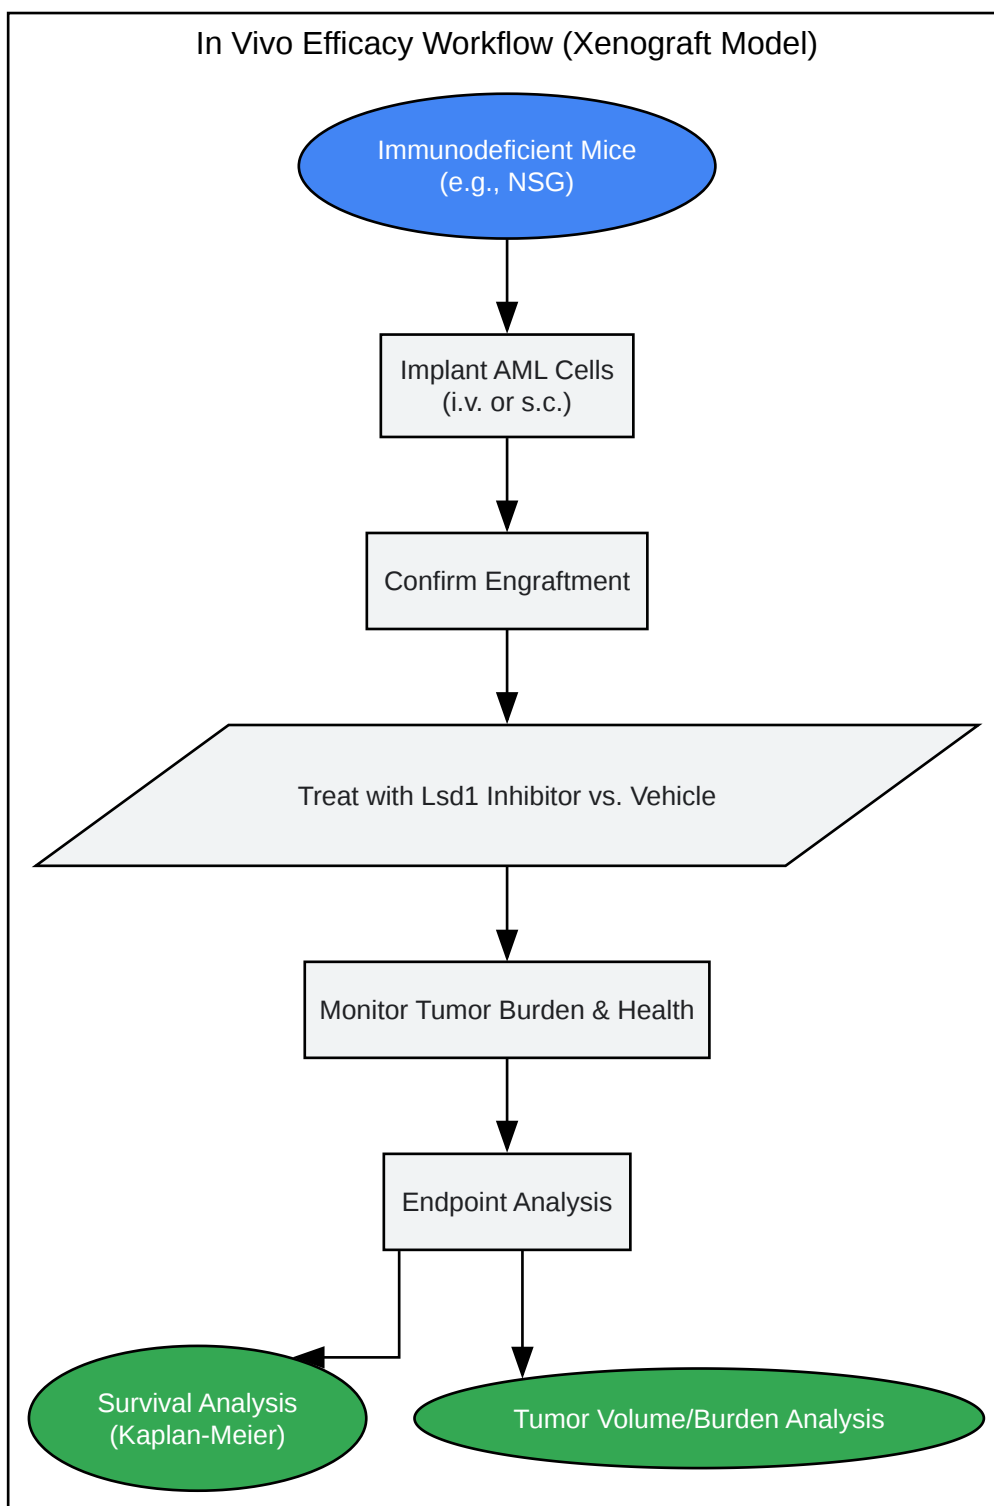 In Vivo Efficacy Workflow (Xenograft Model)
Immunodeficient Mice
(e.g., NSG)
Implant AML Cells
(i.v. or s.c.)
Confirm Engraftment
Treat with Lsd1 Inhibitor vs. Vehicle
Monitor Tumor Burden & Health
Endpoint Analysis
Survival Analysis
(Kaplan-Meier)
Tumor Volume/Burden Analysis